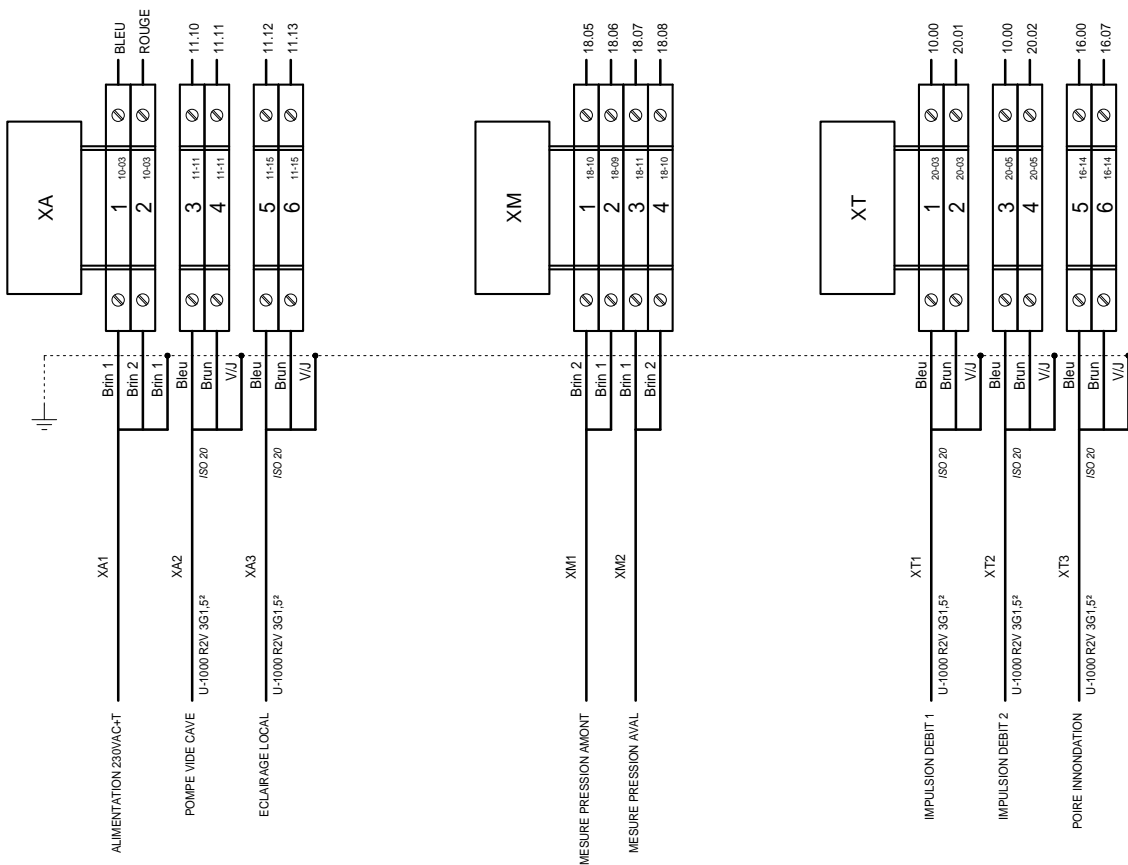 XA
BLEU
ROUGE
11.10
11.11
11.12
11.13
1 10-03
2 10-03
3 11-11
4 11-11
5 11-15
6 11-15
Brin 1
Brin 2
Brin 1
Bleu
Brun
V/J
Bleu
Brun
V/J
ISO 20
ISO 20
XA1
XA2
XA3
U-1000 R2V 3G1,5²
U-1000 R2V 3G1,5²
ALIMENTATION 230VAC+T
POMPE VIDE CAVE
ECLAIRAGE LOCAL
XM
18.05
18.06
18.07
18.08
1 18-10
2 18-09
3 18-11
4 18-10
Brin 2
Brin 1
Brin 1
Brin 2
XM1
XM2
MESURE PRESSION AMONT
MESURE PRESSION AVAL
XT
10.00
20.01
10.00
20.02
16.00
16.07
1 20-03
2 20-03
3 20-05
4 20-05
5 16-14
6 16-14
Bleu
Brun
V/J
Bleu
Brun
V/J
Bleu
Brun
V/J
ISO 20
ISO 20
ISO 20
XT1
XT2
XT3
U-1000 R2V 3G1,5²
U-1000 R2V 3G1,5²
U-1000 R2V 3G1,5²
IMPULSION DEBIT 1
IMPULSION DEBIT 2
POIRE INNONDATION